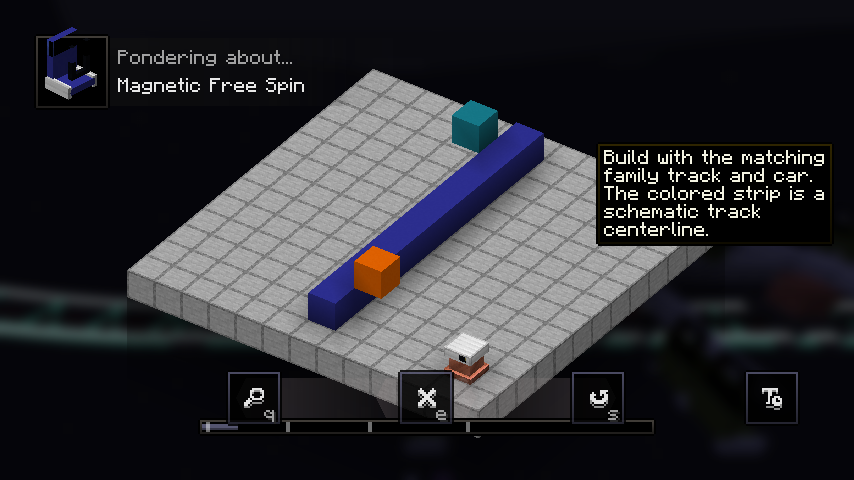 Pondering about...
Magnetic Free Spin
Build with the matching
family track and car.
The colored strip is a
schematic track
centerline.
q
e
s